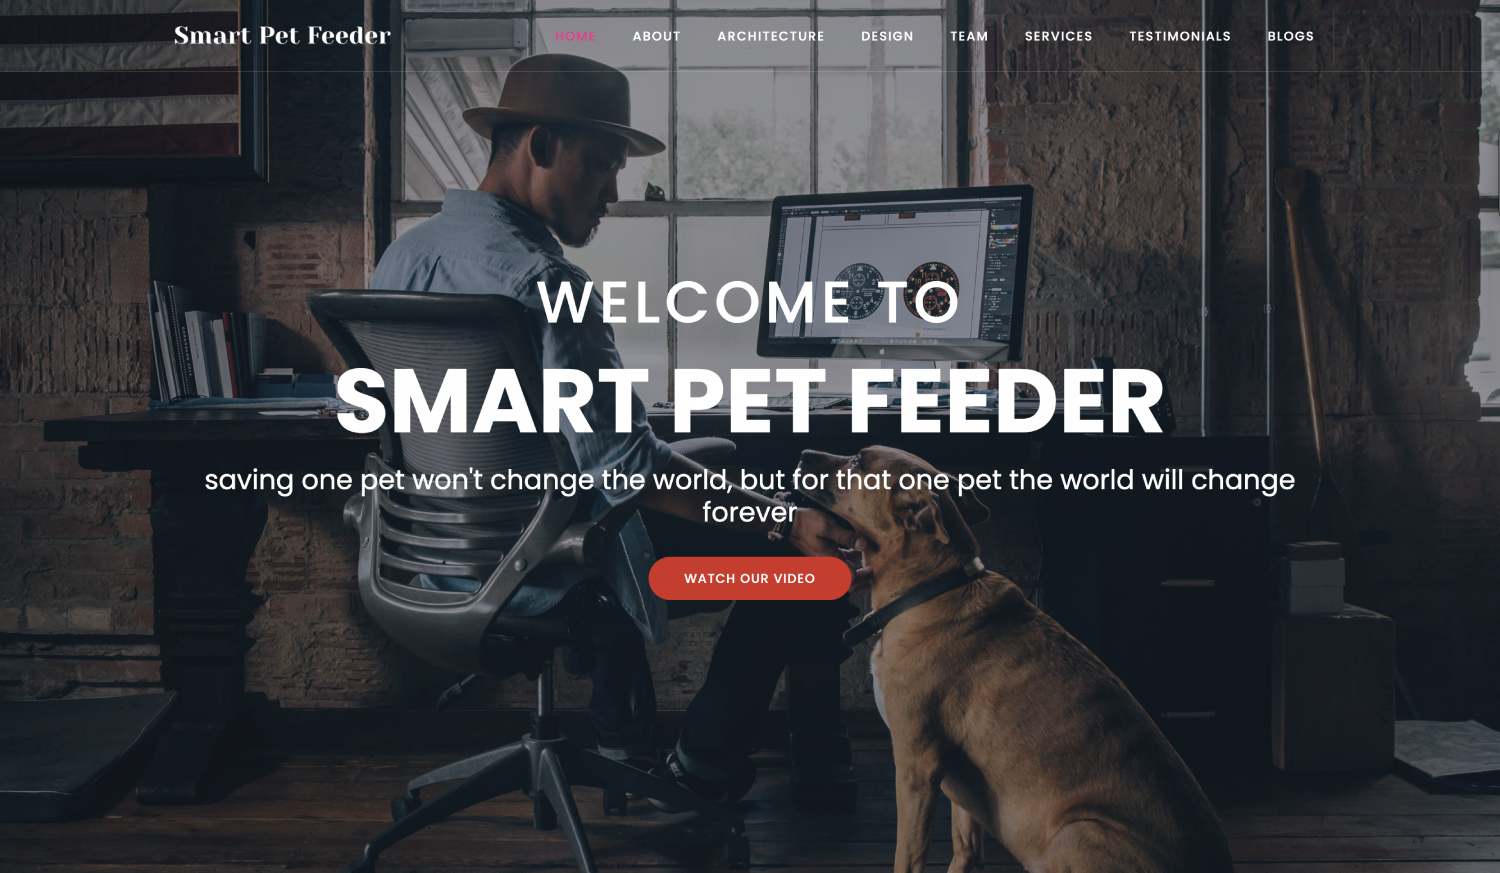 Smart Pet Feeder
HOME ABOUT ARCHITECTURE DESIGN TEAM SERVICES TESTIMONIALS BLOGS
WELCOME TO
SMART PET FEEDER
saving one pet won't change the world, but for that one pet the world will change
forever
WATCH OUR VIDEO